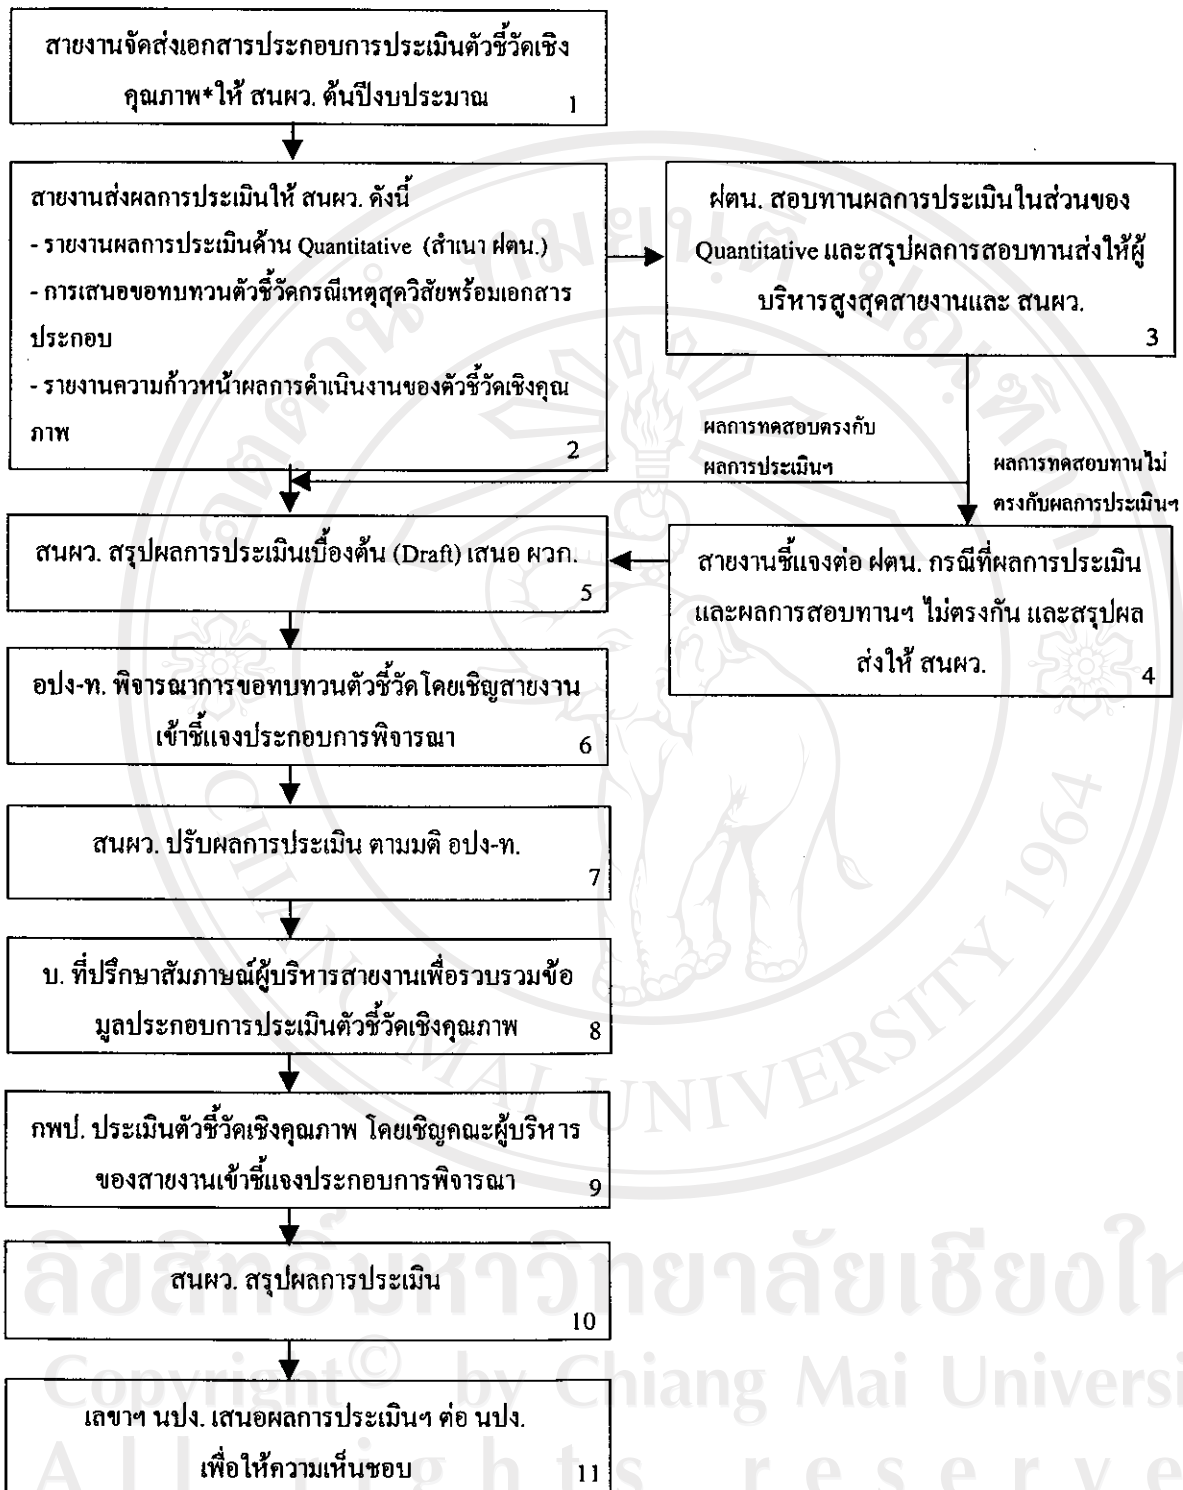 สายงานจัดส่งเอกสารประกอบการประเมินตัวชี้วัดเชิง
คุณภาพ*ให้ สนผว. ต้นปีงบประมาณ
1
สายงานส่งผลการประเมินให้ สนผว. ดังนี้
- รายงานผลการประเมินด้าน Quantitative (สำเนา ฝตน.)
- การเสนอขอทบทวนตัวชี้วัดกรณีเหตุสุดวิสัยพร้อมเอกสาร
ประกอบ
- รายงานความก้าวหน้าผลการดำเนินงานของตัวชี้วัดเชิงคุณ
ภาพ
2
ฝตน. สอบทานผลการประเมินในส่วนของ
Quantitative และสรุปผลการสอบทานส่งให้ผู้
บริหารสูงสุดสายงานและ สนผว.
3
ผลการทดสอบตรงกับ
ผลการประเมินฯ
ผลการทดสอบทานไม่
ตรงกับผลการประเมินฯ
สายงานชี้แจงต่อ ฝตน. กรณีที่ผลการประเมิน
และผลการสอบทานฯ ไม่ตรงกัน และสรุปผล
ส่งให้ สนผว.
4
สนผว. สรุปผลการประเมินเบื้องต้น (Draft) เสนอ ผวก.
5
อปง-ท. พิจารณาการขอทบทวนตัวชี้วัดโดยเชิญสายงาน
เข้าชี้แจงประกอบการพิจารณา
6
สนผว. ปรับผลการประเมิน ตามมติ อปง-ท.
7
บ. ที่ปรึกษาสัมภาษณ์ผู้บริหารสายงานเพื่อรวบรวมข้อ
มูลประกอบการประเมินตัวชี้วัดเชิงคุณภาพ
8
กพป. ประเมินตัวชี้วัดเชิงคุณภาพ โดยเชิญคณะผู้บริหาร
ของสายงานเข้าชี้แจงประกอบการพิจารณา
9
สนผว. สรุปผลการประเมิน
10
เลขาฯ นปง. เสนอผลการประเมินฯ ต่อ นปง.
เพื่อให้ความเห็นชอบ
11
CHIANG MAI UNIVERSITY 1964
ลิขสิทธิ์มหาวิทยาลัยเชียงให
Copyright© by Chiang Mai Universi
All rights reserve